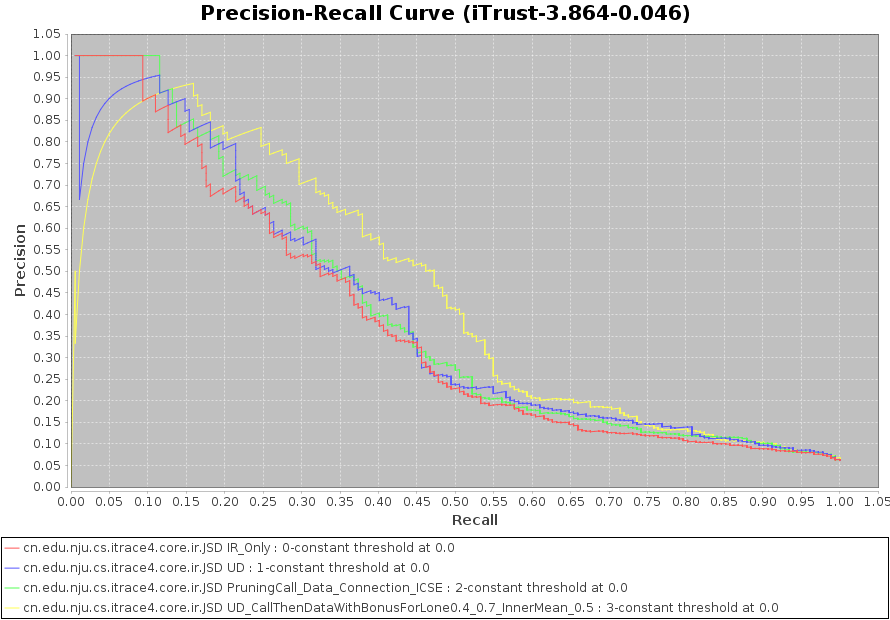 Precision-Recall Curve (iTrust-3.864-0.046)
1.05
1.00
0.95
0.90
0.85
0.80
0.75
0.70
0.65
0.60
0.55
0.50
0.45
0.40
0.35
0.30
0.25
0.20
0.15
0.10
0.05
0.00
Precision
0.00 0.05 0.10 0.15 0.20 0.25 0.30 0.35 0.40 0.45 0.50 0.55 0.60 0.65 0.70 0.75 0.80 0.85 0.90 0.95 1.00 1.05
Recall
cn.edu.nju.cs.itrace4.core.ir.JSD IR_Only : 0-constant threshold at 0.0
cn.edu.nju.cs.itrace4.core.ir.JSD UD : 1-constant threshold at 0.0
cn.edu.nju.cs.itrace4.core.ir.JSD PruningCall_Data_Connection_ICSE : 2-constant threshold at 0.0
cn.edu.nju.cs.itrace4.core.ir.JSD UD_CallThenDataWithBonusForLone0.4_0.7_InnerMean_0.5 : 3-constant threshold at 0.0